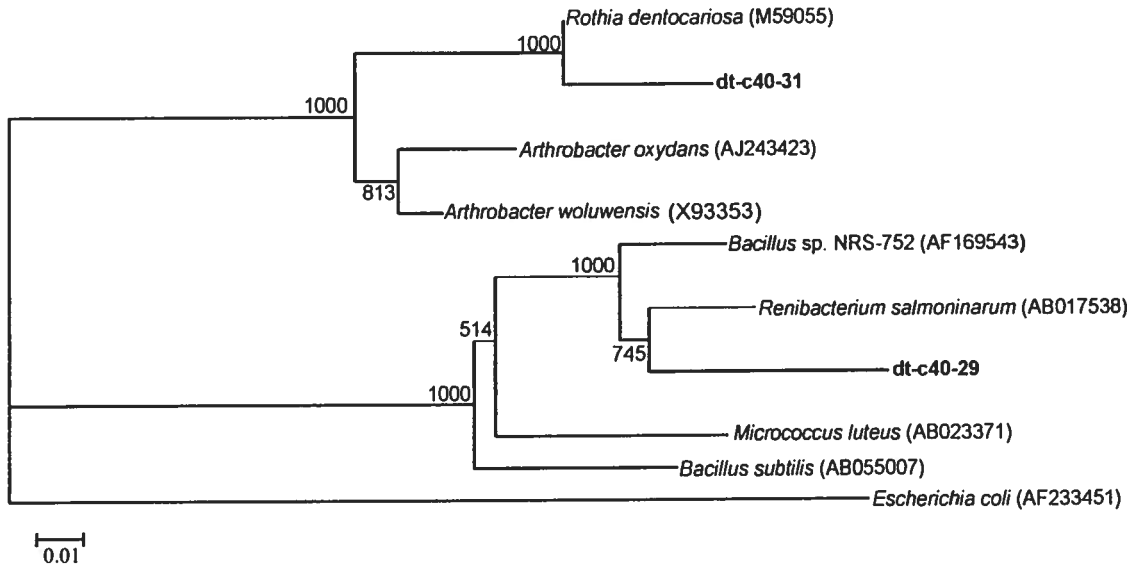 Rothia dentocariosa (M59055)
1000
dt-c40-31
1000
Arthrobacter oxydans (AJ243423)
813
Arthrobacter woluwensis (X93353)
Bacillus sp. NRS-752 (AF169543)
1000
Renibacterium salmoninarum (AB017538)
514
745
dt-c40-29
1000
Micrococcus luteus (AB023371)
Bacillus subtilis (AB055007)
Escherichia coli (AF233451)
0.01